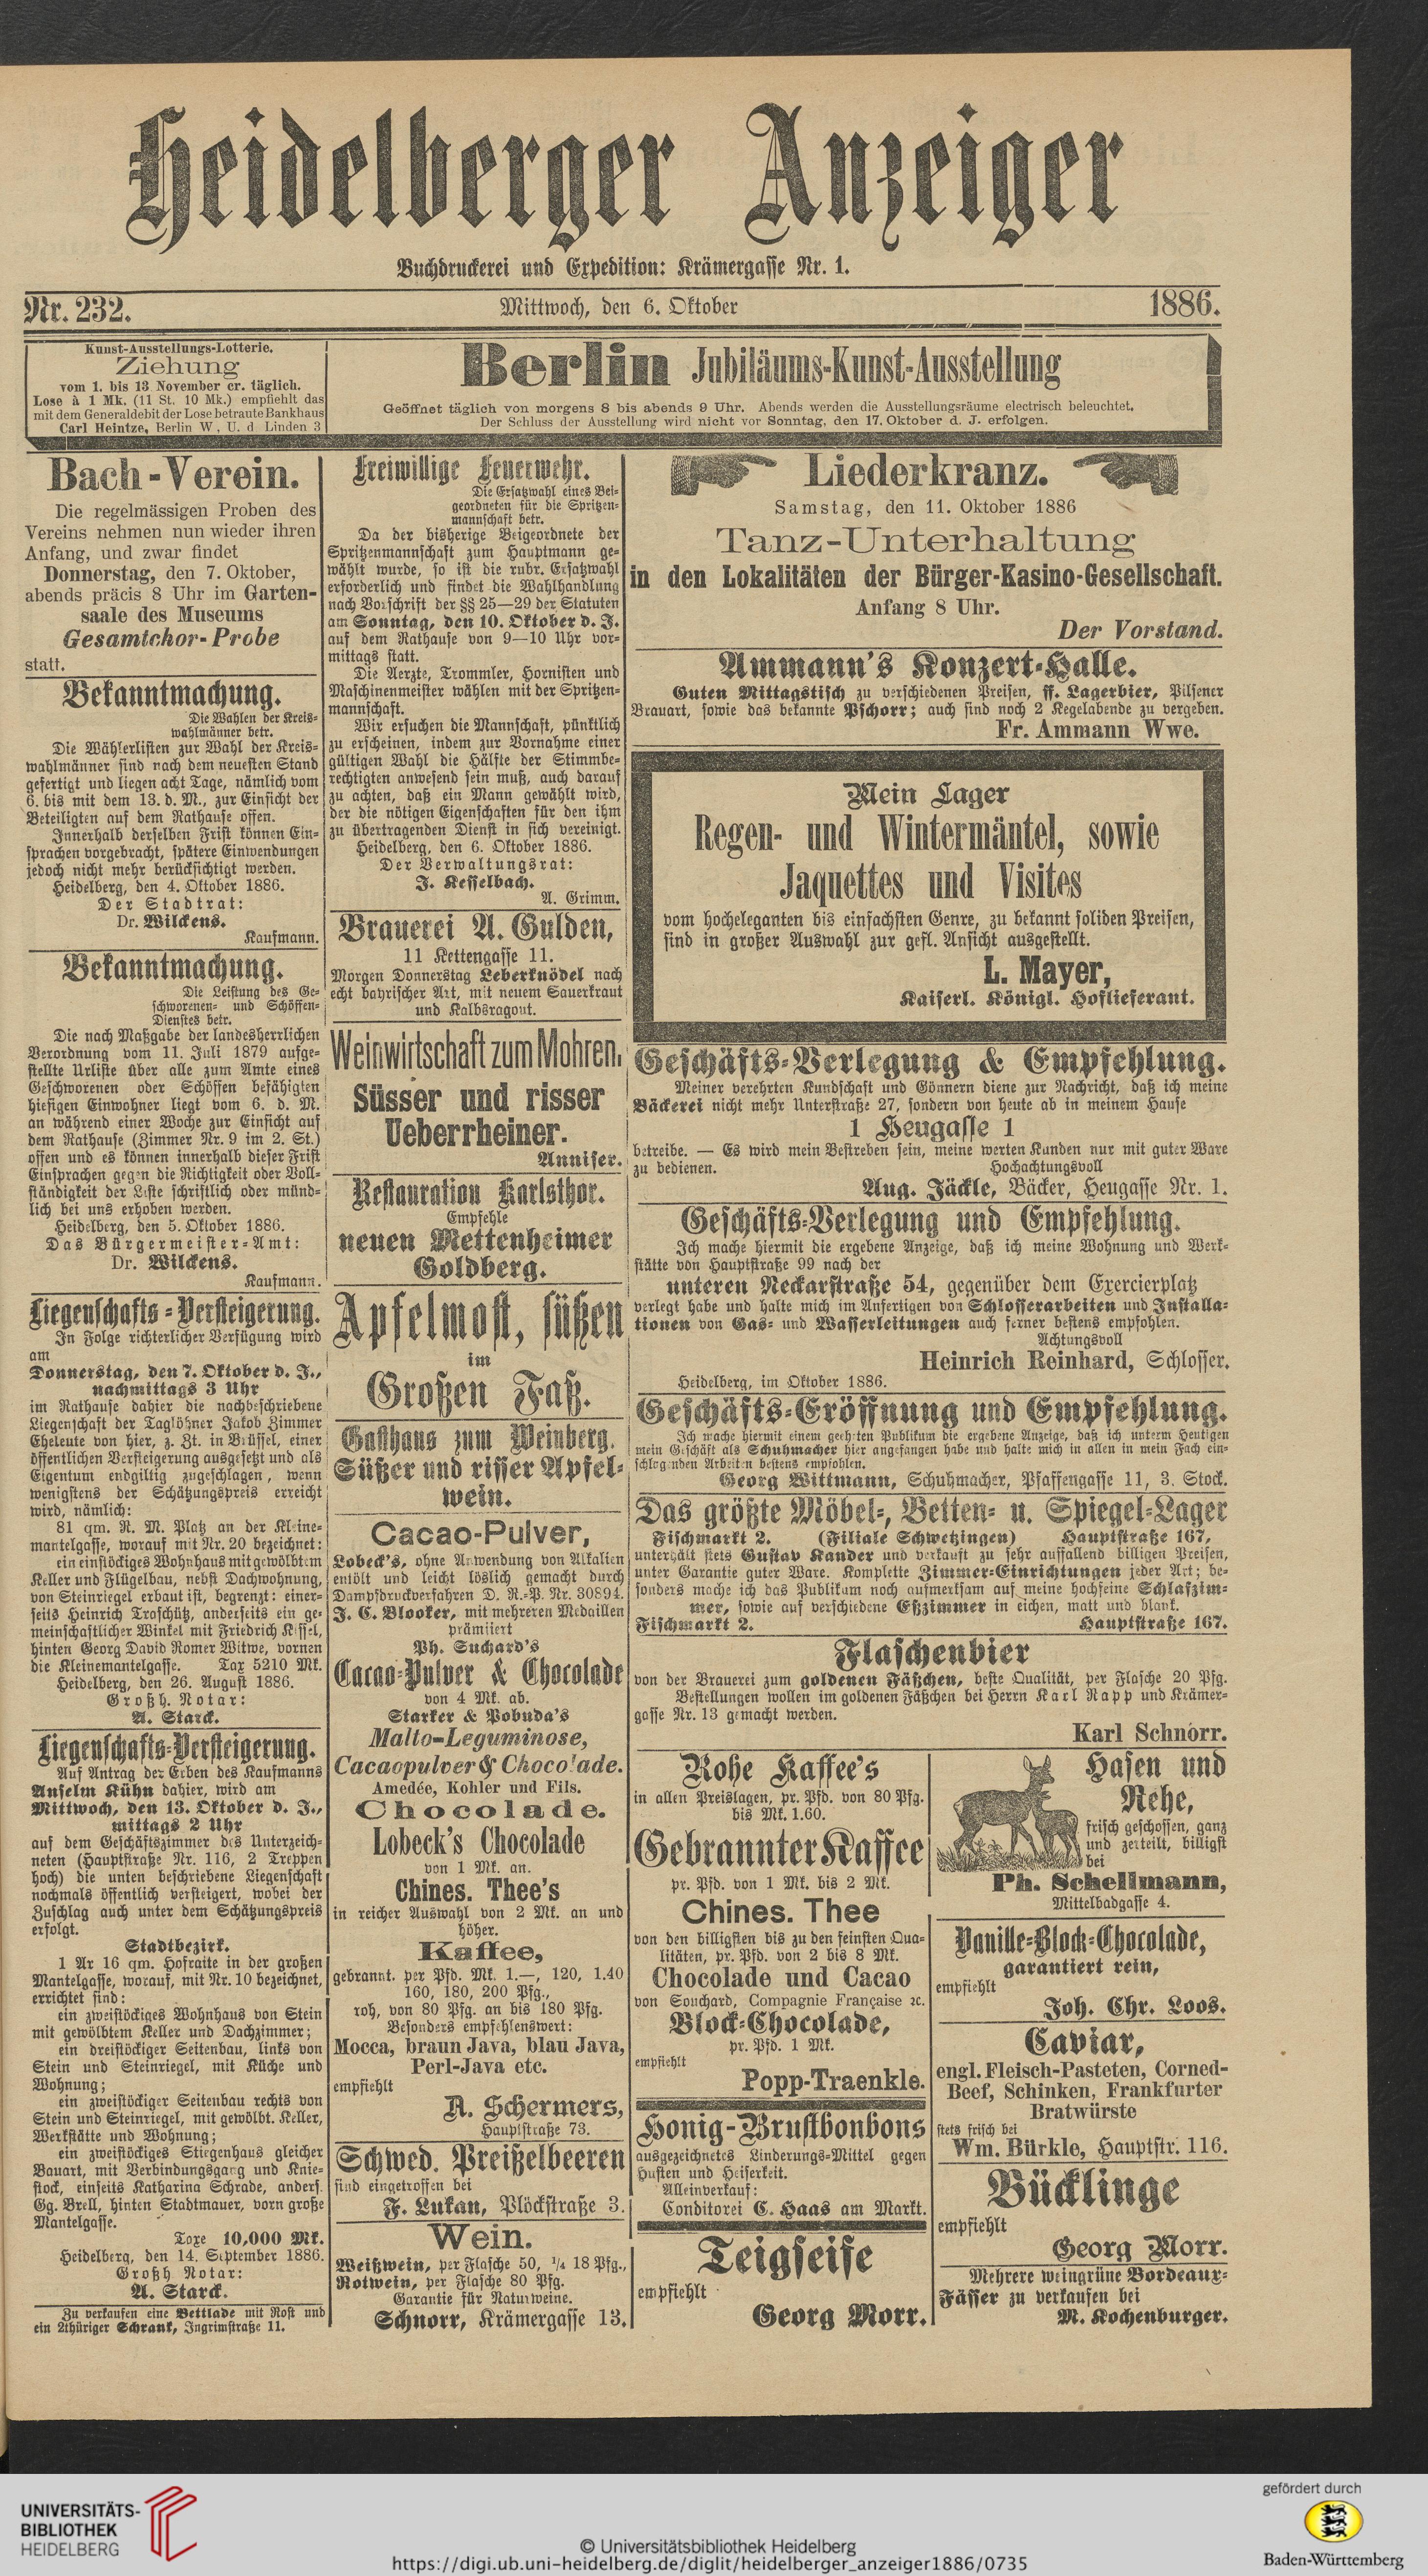 Heidelberger Anzeiger
Buchdruckerei und Expedition: Krämergasse Nr. 1.
Nr. 232.
Mittwoch, den 6. Oktober
1886.
Kunst-Ausstellungs-Lotterie.
Ziehung
vom 1. bis 13 November cr. täglich.
Lose à 1 Mk. (11 St. 10 Mk.) empfiehlt das
mit dem Generaldebit der Lose betraute Bankhaus
Carl Heintze, Berlin W, U. d Linden 3
Berlin Jubiläums-Kunst-Ausstellung
Geöffnet täglich von morgens 8 bis abends 9 Uhr. Abends werden die Ausstellungsräume electrisch beleuchtet.
Der Schluss der Ausstellung wird nicht vor Sonntag, den 17. Oktober d. J. erfolgen.
Bach-Verein.
Die regelmässigen Proben des
Vereins nehmen nun wieder ihren
Anfang, und zwar findet
Donnerstag, den 7. Oktober,
abends präcis 8 Uhr im Garten-
saale des Museums
Gesamtchor-Probe
statt.
Bekanntmachung.
Die Wahlen der Kreis-
wahlmänner betr.
Die Wählerlisten zur Wahl der Kreis-
wahlmänner sind nach dem neuesten Stand
gefertigt und liegen acht Tage, nämlich vom
6. bis mit dem 13. d. M., zur Einsicht der
Beteiligten auf dem Rathause offen.
Innerhalb derselben Frist können Ein-
sprachen vorgebracht, spätere Einwendungen
jedoch nicht mehr berücksichtigt werden.
Heidelberg, den 4. Oktober 1886.
Der Stadtrat:
Dr. Wilckens.
Kaufmann.
Bekanntmachung.
Die Leistung des Ge-
schworenen- und Schöffen-
Dienstes betr.
Die nach Maßgabe der landesherrlichen
Verordnung vom 11. Juli 1879 aufge-
stellte Urliste über alle zum Amte eines
Geschworenen oder Schöffen befähigten
hiesigen Einwohner liegt vom 6. d. M.
an während einer Woche zur Einsicht auf
dem Rathause (Zimmer Nr. 9 im 2. St.)
offen und es können innerhalb dieser Frist
Einsprachen gegen die Richtigkeit oder Voll-
ständigkeit der Liste schriftlich oder münd-
lich bei uns erhoben werden.
Heidelberg, den 5. Oktober 1886.
Das Bürgermeister-Amt:
Dr. Wilckens.
Kaufmann.
Liegenschafts-Versteigerung.
In Folge richterlicher Verfügung wird
am
Donnerstag, den 7. Oktober d. J.,
nachmittags 3 Uhr
im Rathause dahier die nachbeschriebene
Liegenschaft der Taglöhner Jakob Zimmer
Eheleute von hier, z. Zt. in Brüssel, einer
öffentlichen Versteigerung ausgesetzt und als
Eigentum endgiltig zugeschlagen, wenn
wenigstens der Schätzungspreis erreicht
wird, nämlich:
81 qm. N. M. Platz an der Kleine-
mantelgasse, worauf mit Nr. 20 bezeichnet:
ein einstöckiges Wohnhaus mit gewölbtem
Keller und Flügelbau, nebst Dachwohnung,
von Steinriegel erbaut ist, begrenzt: einer-
seits Heinrich Troschütz, anderseits ein ge-
meinschaftlicher Winkel mit Friedrich Kissel,
hinten Georg David Romer Witwe, vornen
die Kleinemantelgasse. Tax 5210 Mk.
Heidelberg, den 26. August 1886.
Großh. Notar:
A. Starck.
Liegenschafts-Versteigerung.
Auf Antrag der Erben des Kaufmanns
Anselm Kühn dahier, wird am
Mittwoch, den 13. Oktober d. J.,
mittags 2 Uhr
auf dem Geschäftszimmer des Unterzeich-
neten (Hauptstraße Nr. 116, 2 Treppen
hoch) die unten beschriebene Liegenschaft
nochmals öffentlich versteigert, wobei der
Zuschlag auch unter dem Schätzungspreis
erfolgt.
Stadtbezirk.
1 Ar 16 qm. Hofraite in der großen
Mantelgasse, worauf, mit Nr. 10 bezeichnet,
errichtet sind:
ein zweistöckiges Wohnhaus von Stein
mit gewölbtem Keller und Dachzimmer;
ein dreistöckiger Seitenbau, links von
Stein und Steinriegel, mit Küche und
Wohnung;
ein zweistöckiger Seitenbau rechts von
Stein und Steinriegel, mit gewölbt. Keller,
Werkstätte und Wohnung;
ein zweistöckiges Stiegenhaus gleicher
Bauart, mit Verbindungsgang und Knie-
stock, einseits Katharina Schrade, anders.
Gg. Brell, hinten Stadtmauer, vorn große
Mantelgasse.
Taxe 10,000 Mk.
Heidelberg, den 14. September 1886.
Großh Notar:
A. Starck.
Zu verkaufen eine Bettlade mit Rost und
ein 2thüriger Schrank, Ingrimstraße 11.
Freiwillige Feuerwehr.
Die Ersatzwahl eines Bei-
geordneten für die Spritzen-
mannschaft betr.
Da der bisherige Beigeordnete der
Spritzenmannschaft zum Hauptmann ge-
wählt wurde, so ist die rubr. Ersatzwahl
erforderlich und findet die Wahlhandlung
nach Vorschrift der §§ 25—29 der Statuten
am Sonntag, den 10. Oktober d. J.
auf dem Rathause von 9—10 Uhr vor-
mittags statt.
Die Aerzte, Trommler, Hornisten und
Maschinenmeister wählen mit der Spritzen-
mannschaft.
Wir ersuchen die Mannschaft, pünktlich
zu erscheinen, indem zur Vornahme einer
gültigen Wahl die Hälfte der Stimmbe-
rechtigten anwesend sein muß, auch darauf
zu achten, daß ein Mann gewählt wird,
der die nötigen Eigenschaften für den ihm
zu übertragenden Dienst in sich vereinigt.
Heidelberg, den 6. Oktober 1886.
Der Verwaltungsrat:
J. Kesselbach.
A. Grimm.
Brauerei A. Gulden,
11 Kettengasse 11.
Morgen Donnerstag Leberknödel nach
echt bayrischer Art, mit neuem Sauerkraut
und Kalbsragout.
Weinwirtschaft zum Mohren.
Süsser und risser
Ueberrheiner.
Anniser.
Restauration Karlsthor.
Empfehle
neuen Mettenheimer
Goldberg.
Apfelmost, süßen
im
Großen Faß.
Gasthaus zum Weinberg.
Süßer und risser Apfel-
wein.
Cacao-Pulver,
Lobeck's, ohne Anwendung von Alkalien
entölt und leicht löslich gemacht durch
Dampfdruckverfahren D. R.-P. Nr. 30894.
J. C. Blooker, mit mehreren Medaillen
prämiiert
Ph. Suchard's
Cacao-Pulver & Chocolade
von 4 Mk. ab.
Starker & Pobuda's
Malto-Leguminose,
Cacaopulver & Chocolade.
Amedée, Kohler und Fils.
Chocolade.
Lobeck's Chocolade
von 1 Mk. an.
Chines. Thee's
in reicher Auswahl von 2 Mk. an und
höher.
Kaffee,
gebrannt. per Pfd. Mk. 1.—, 120, 1.40
160, 180, 200 Pfg.,
roh, von 80 Pfg. an bis 180 Pfg.
Besonders empfehlenswert:
Mocca, braun Java, blau Java,
Perl-Java etc.
empfiehlt
A. Schermers,
Hauptstraße 73.
Schwed. Preißelbeeren
sind eingetroffen bei
F. Lukan, Plöckstraße 3.
Wein.
Weißwein, per Flasche 50, ¼ 18 Pfg.,
Rotwein, per Flasche 80 Pfg.
Garantie für Naturweine.
Schnorr, Krämergasse 13.
Liederkranz.
Samstag, den 11. Oktober 1886
Tanz-Unterhaltung
in den Lokalitäten der Bürger-Kasino-Gesellschaft.
Anfang 8 Uhr.
Der Vorstand.
Ammann's Konzert-Halle.
Guten Mittagstisch zu verschiedenen Preisen, ff. Lagerbier, Pilsener
Brauart, sowie das bekannte Pschorr; auch sind noch 2 Kegelabende zu vergeben.
Fr. Ammann Wwe.
Mein Lager
Regen- und Wintermäntel, sowie
Jaquettes und Visites
vom hocheleganten bis einfachsten Genre, zu bekannt soliden Preisen,
sind in großer Auswahl zur gefl. Ansicht ausgestellt.
L. Mayer,
Kaiserl. Königl. Hoflieferant.
Geschäfts-Verlegung & Empfehlung.
Meiner verehrten Kundschaft und Gönnern diene zur Nachricht, daß ich meine
Bäckerei nicht mehr Unterstraße 27, sondern von heute ab in meinem Hause
1 Heugasse 1
betreibe. — Es wird mein Bestreben sein, meine werten Kunden nur mit guter Ware
zu bedienen. Hochachtungsvoll
Aug. Jäckle, Bäcker, Heugasse Nr. 1.
Geschäfts-Verlegung und Empfehlung.
Ich mache hiermit die ergebene Anzeige, daß ich meine Wohnung und Werk-
stätte von Hauptstraße 99 nach der
unteren Neckarstraße 54, gegenüber dem Exercierplatz
verlegt habe und halte mich im Anfertigen von Schlosserarbeiten und Installa-
tionen von Gas- und Wasserleitungen auch ferner bestens empfohlen.
Achtungsvoll
Heinrich Reinhard, Schlosser.
Heidelberg, im Oktober 1886.
Geschäfts-Eröffnung und Empfehlung.
Ich mache hiermit einem geehrten Publikum die ergebene Anzeige, daß ich unterm Heutigen
mein Geschäft als Schuhmacher hier angefangen habe und halte mich in allen in mein Fach ein-
schlagenden Arbeiten bestens empfohlen.
Georg Wittmann, Schuhmacher, Pfaffengasse 11, 3. Stock.
Das größte Möbel-, Betten- u. Spiegel-Lager
Fischmarkt 2. (Filiale Schwetzingen) Hauptstraße 167,
unterhält stets Gustav Kander und verkauft zu sehr auffallend billigen Preisen,
unter Garantie guter Ware. Komplette Zimmer-Einrichtungen jeder Art; be-
sonders mache ich das Publikum noch aufmerksam auf meine hochfeine Schlafzim-
mer, sowie auf verschiedene Eßzimmer in eichen, matt und blank.
Fischmarkt 2. Hauptstraße 167.
Flaschenbier
von der Brauerei zum goldenen Fäßchen, beste Qualität, per Flasche 20 Pfg.
Bestellungen wollen im goldenen Fäßchen bei Herrn Karl Rapp und Krämer-
gasse Nr. 13 gemacht werden.
Karl Schnorr.
Rohe Kaffee's
in allen Preislagen, pr. Pfd. von 80 Pfg.
bis Mk. 1.60.
Gebrannter Kaffee
pr. Pfd. von 1 Mk. bis 2 Mk.
Chines. Thee
von den billigsten bis zu den feinsten Qua-
litäten, pr. Pfd. von 2 bis 8 Mk.
Chocolade und Cacao
von Souchard, Compagnie Française ꝛc.
Block-Chocolade,
pr. Pfd. 1 Mk.
empfiehlt
Popp-Traenkle.
Honig-Brustbonbons
ausgezeichnetes Linderungs-Mittel gegen
Husten und Heiserkeit.
Alleinverkauf:
Conditorei C. Haas am Markt.
Teigseife
empfiehlt
Georg Morr.
Hasen und
Rehe,
frisch geschossen, ganz
und zerteilt, billigst
bei
Ph. Schellmann,
Mittelbadgasse 4.
Vanille-Block-Chocolade,
garantiert rein,
empfiehlt
Joh. Chr. Loos.
Caviar,
engl. Fleisch-Pasteten, Corned-
Beef, Schinken, Frankfurter
Bratwürste
stets frisch bei
Wm. Bürkle, Hauptstr. 116.
Bücklinge
empfiehlt
Georg Morr.
Mehrere weingrüne Bordeaux-
Fässer zu verkaufen bei
M. Kochenburger.
UNIVERSITÄTS-
BIBLIOTHEK
HEIDELBERG
© Universitätsbibliothek Heidelberg
https://digi.ub.uni-heidelberg.de/diglit/heidelberger_anzeiger1886/0735
gefördert durch
Baden-Württemberg